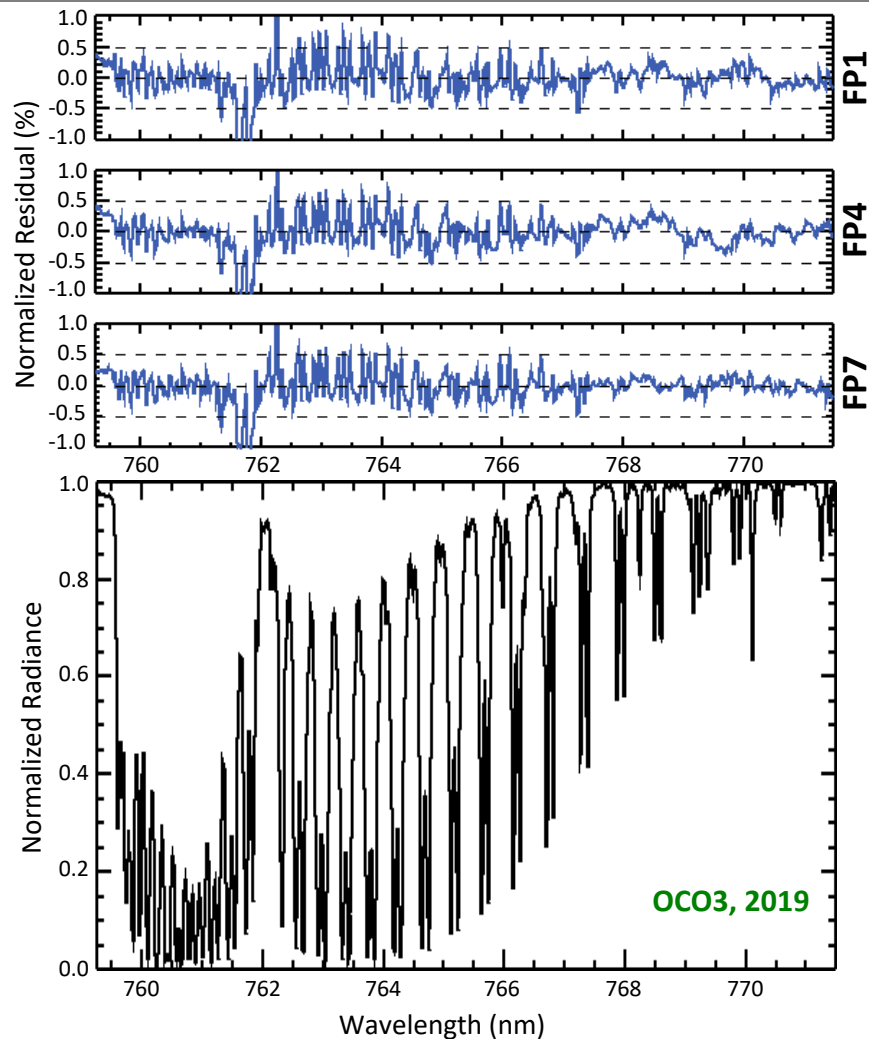 1.0
0.5
0.0
-0.5
-1.0
FP1
1.0
0.5
0.0
-0.5
-1.0
FP4
1.0
0.5
0.0
-0.5
-1.0
FP7
Normalized Residual (%)
760 762 764 766 768 770
1.0
0.8
0.6
0.4
0.2
0.0
Normalized Radiance
OCO3, 2019
760 762 764 766 768 770
Wavelength (nm)